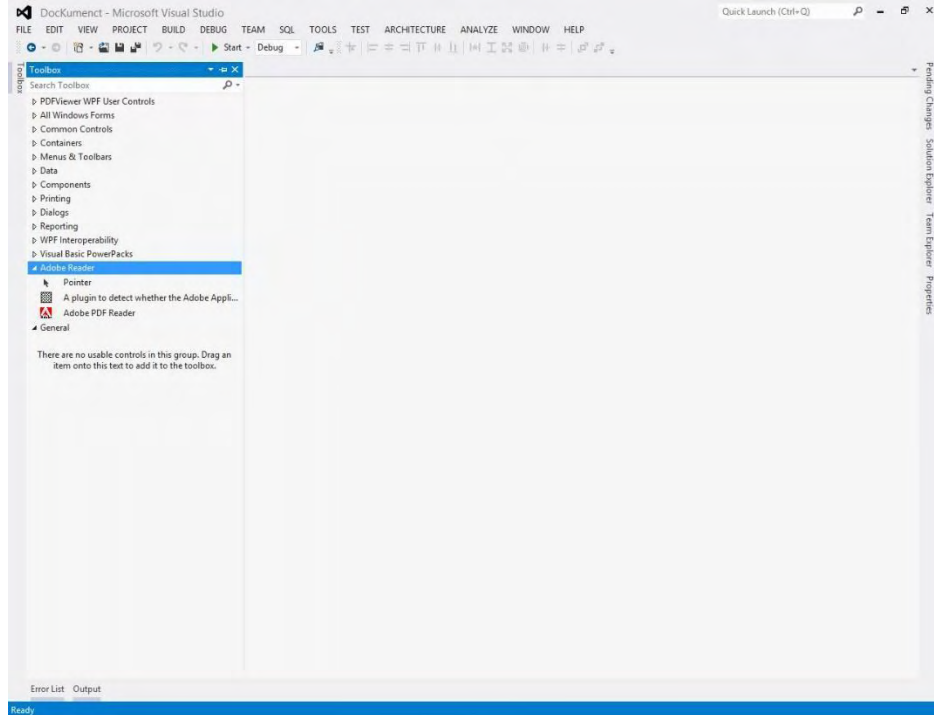 DocKumenct - Microsoft Visual Studio
Quick Launch (Ctrl+Q)
FILE EDIT VIEW PROJECT BUILD DEBUG TEAM SQL TOOLS TEST ARCHITECTURE ANALYZE WINDOW HELP
Start Debug
Toolbox
Toolbox
Search Toolbox
PDFViewer WPF User Controls
All Windows Forms
Common Controls
Containers
Menus & Toolbars
Data
Components
Printing
Dialogs
Reporting
WPF Interoperability
Visual Basic PowerPacks
Adobe Reader
Pointer
A plugin to detect whether the Adobe Appli...
Adobe PDF Reader
General
There are no usable controls in this group. Drag an
item onto this text to add it to the toolbox.
Pending Changes
Solution Explorer
Team Explorer
Properties
Error List Output
Ready